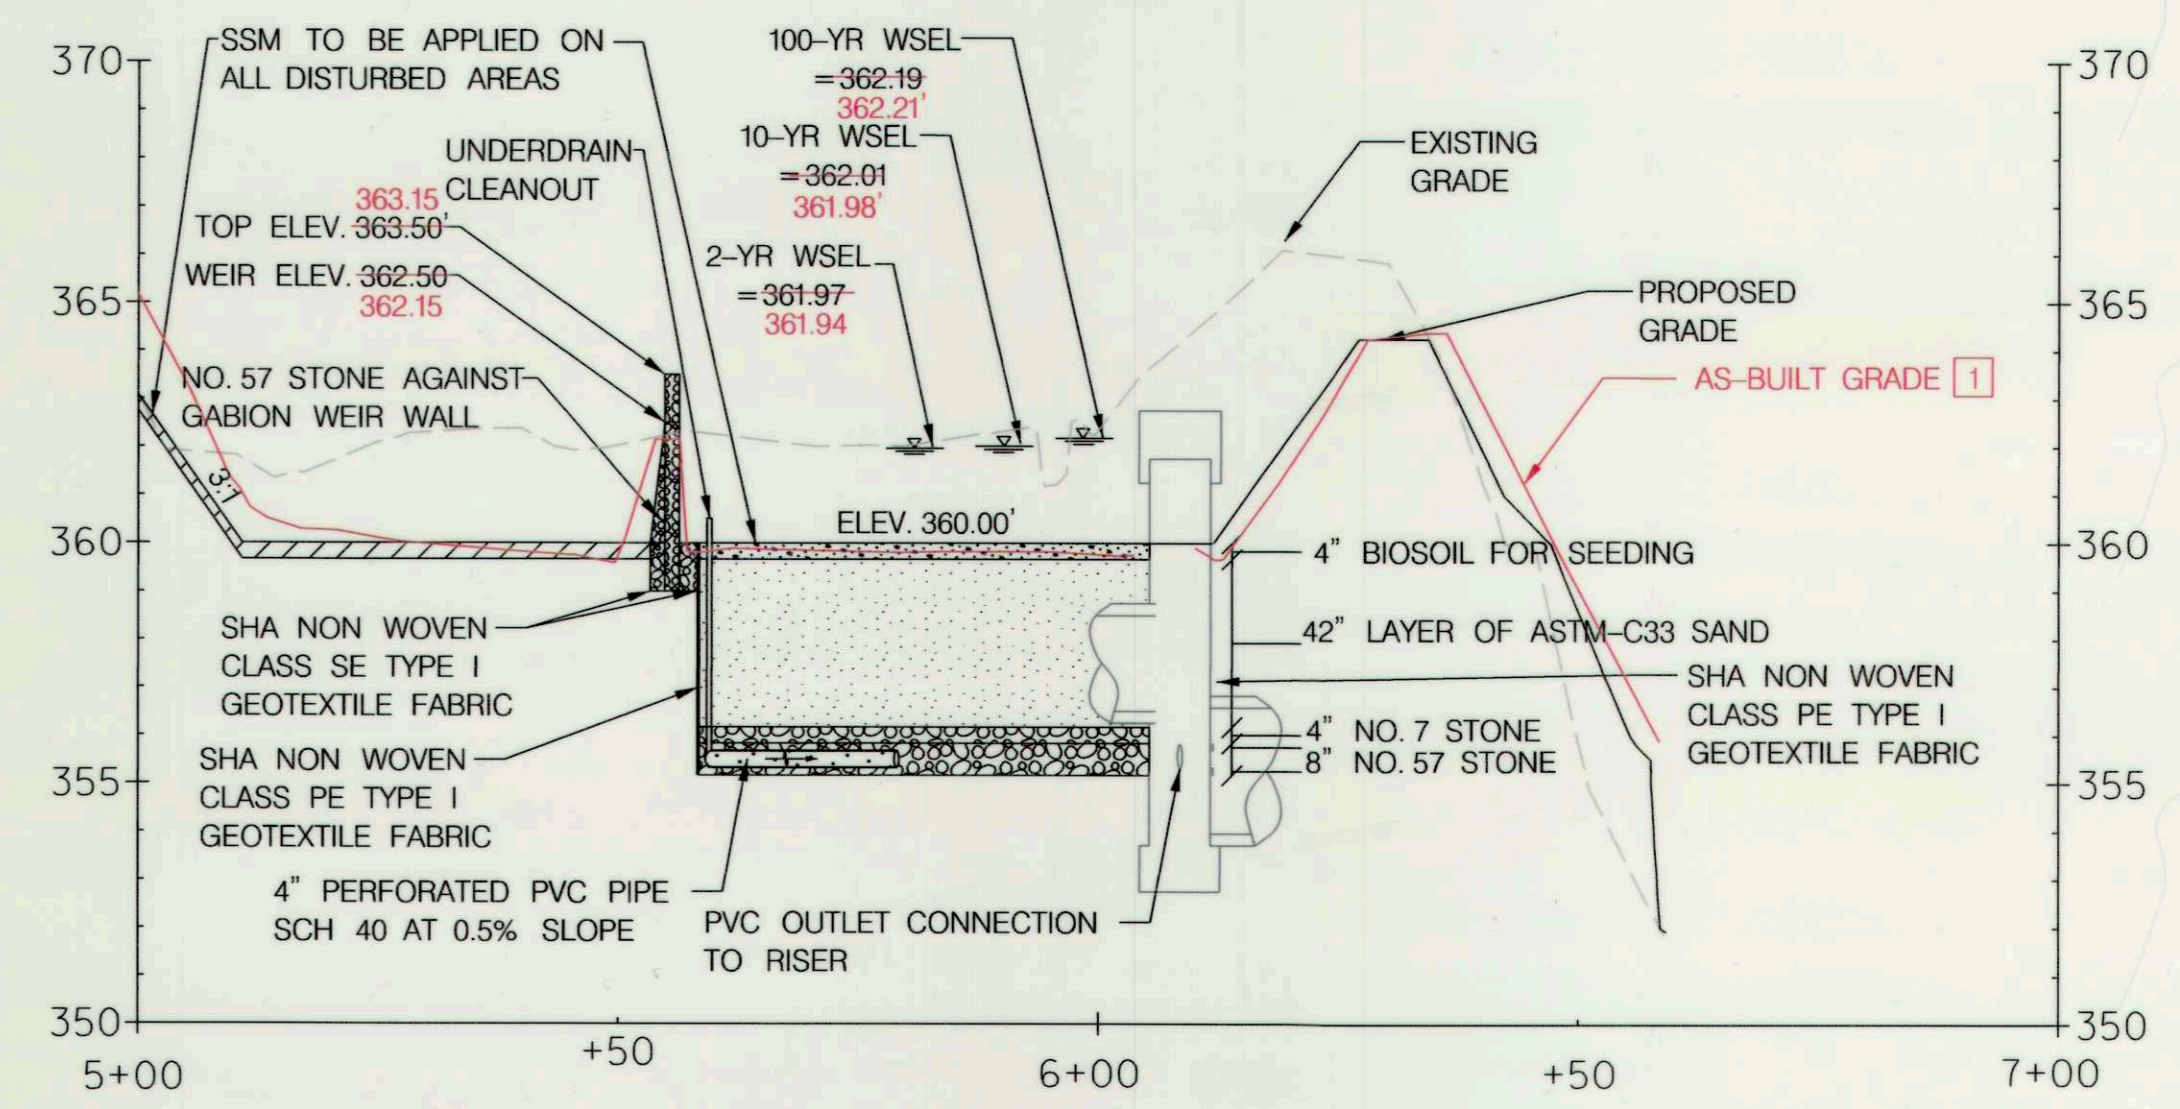 SSM TO BE APPLIED ON
ALL DISTURBED AREAS
100-YR WSEL
=362.19
362.21'
10-YR WSEL
=362.01
361.98'
2-YR WSEL
=361.97
361.94
UNDERDRAIN
CLEANOUT
363.15
TOP ELEV. 363.50'
WEIR ELEV. 362.50
362.15
NO. 57 STONE AGAINST
GABION WEIR WALL
EXISTING
GRADE
PROPOSED
GRADE
AS-BUILT GRADE 1
3:1
ELEV. 360.00'
4" BIOSOIL FOR SEEDING
42" LAYER OF ASTM-C33 SAND
SHA NON WOVEN
CLASS PE TYPE I
GEOTEXTILE FABRIC
4" NO. 7 STONE
8" NO. 57 STONE
SHA NON WOVEN
CLASS SE TYPE I
GEOTEXTILE FABRIC
SHA NON WOVEN
CLASS PE TYPE I
GEOTEXTILE FABRIC
4" PERFORATED PVC PIPE
SCH 40 AT 0.5% SLOPE
PVC OUTLET CONNECTION
TO RISER
370
365
360
355
350
370
365
360
355
350
5+00
+50
6+00
+50
7+00